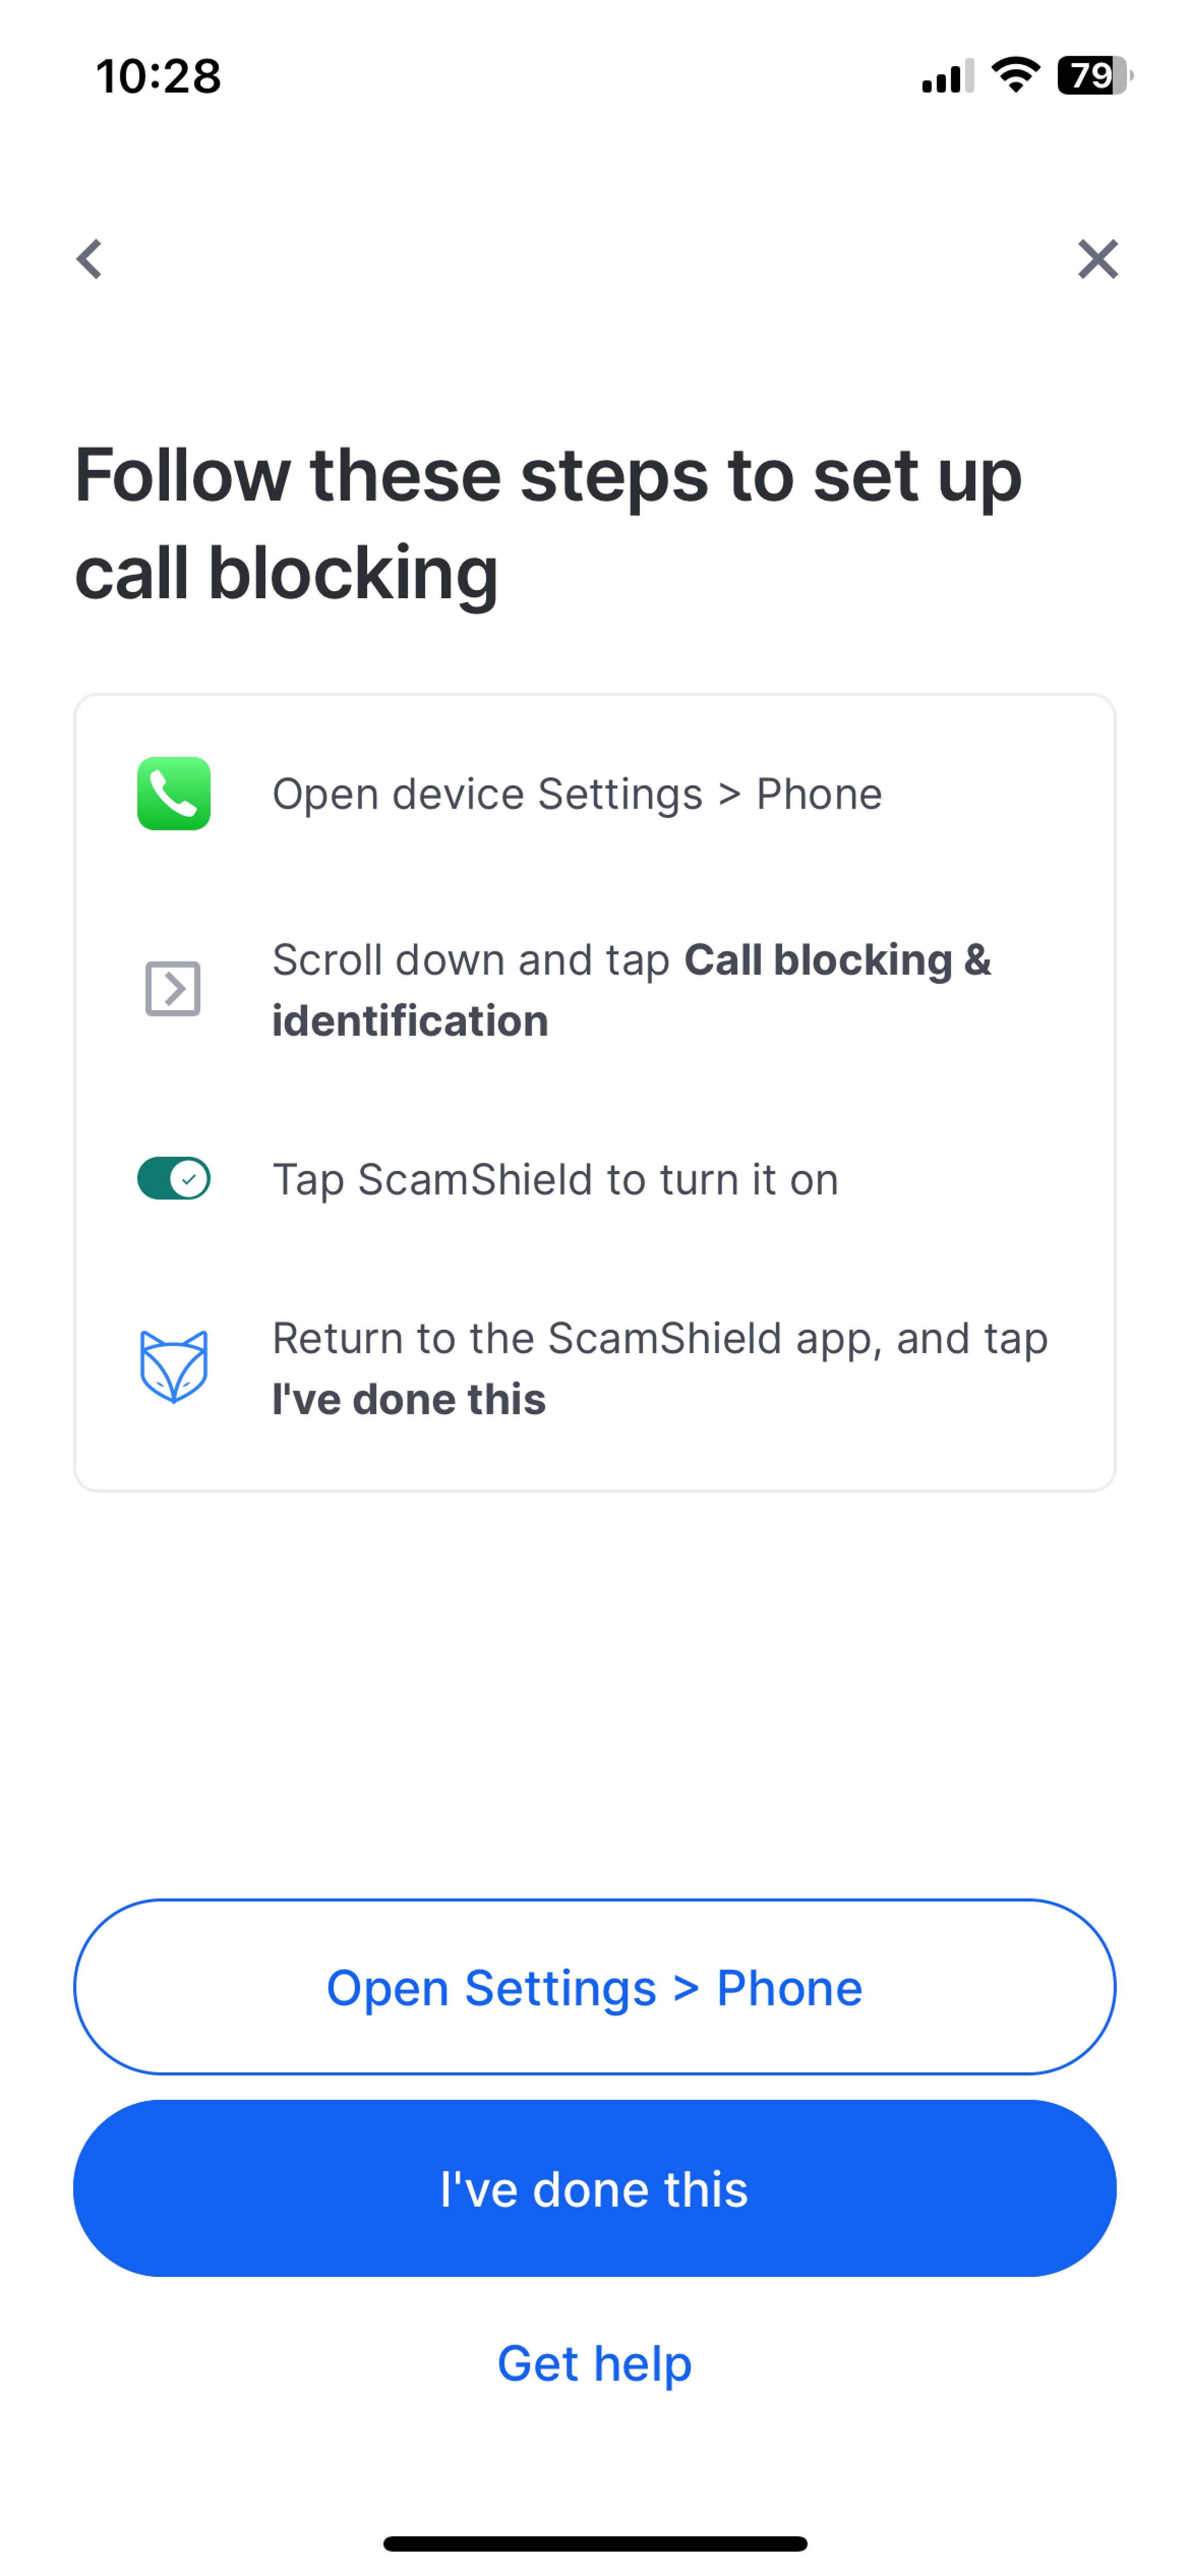 10:28
79
Follow these steps to set up
call blocking
Open device Settings > Phone
Scroll down and tap Call blocking &
identification
Tap ScamShield to turn it on
Return to the ScamShield app, and tap
I've done this
Open Settings > Phone
I've done this
Get help